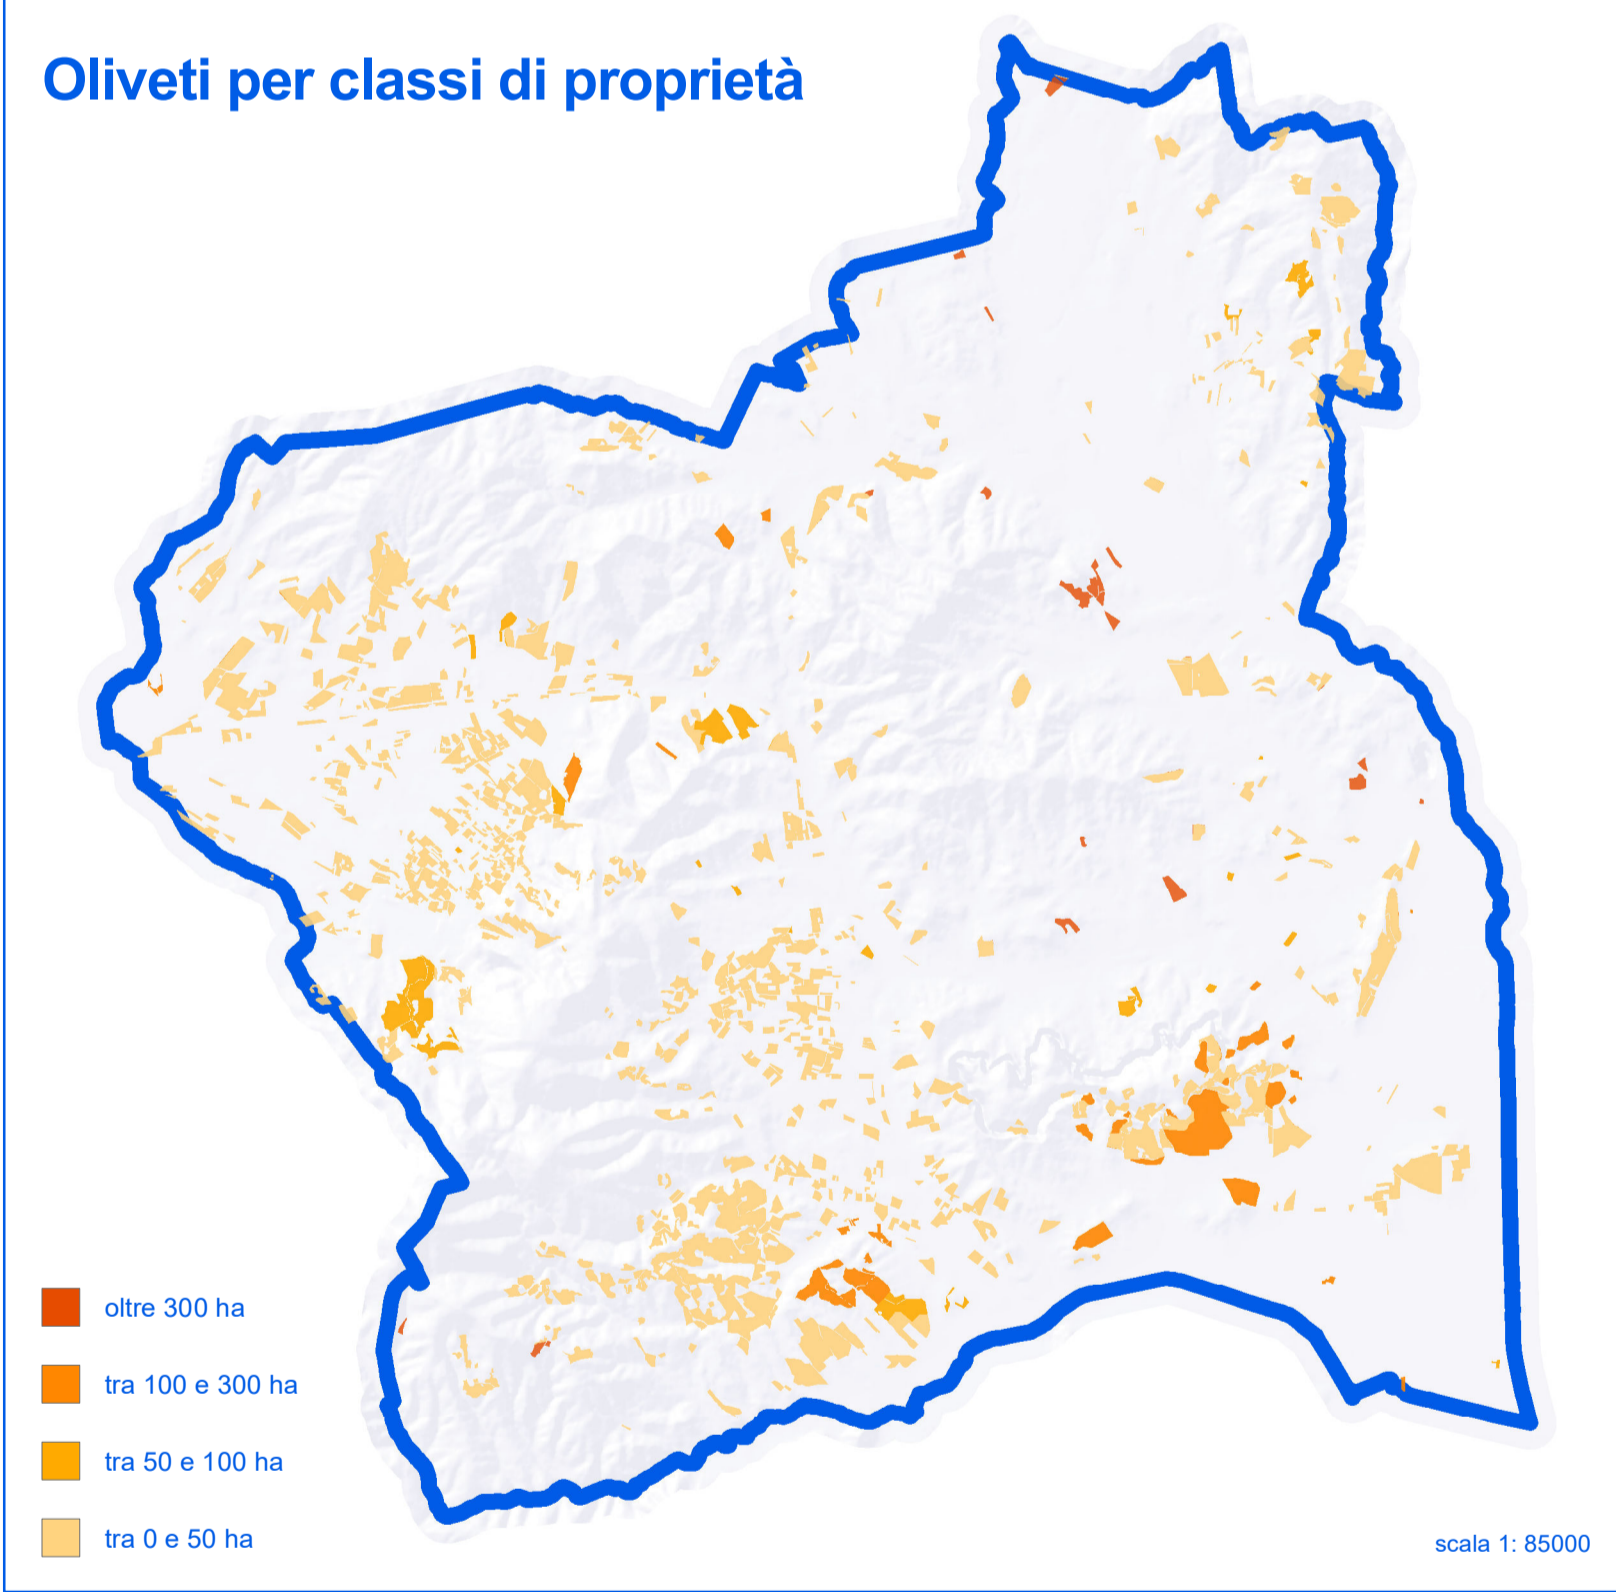 Oliveti per classi di proprietà
oltre 300 ha
tra 100 e 300 ha
tra 50 e 100 ha
tra 0 e 50 ha
scala 1: 85000